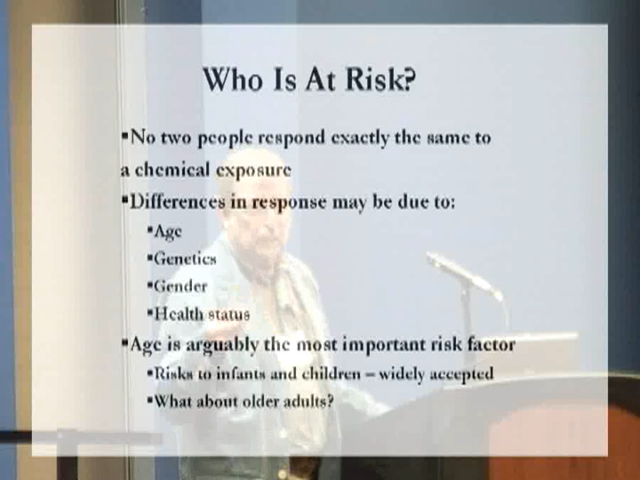 Who Is At Risk?
▪No two people respond exactly the same to
a chemical exposure
▪Differences in response may be due to:
▪Age
▪Genetics
▪Gender
▪Health status
▪Age is arguably the most important risk factor
▪Risks to infants and children – widely accepted
▪What about older adults?